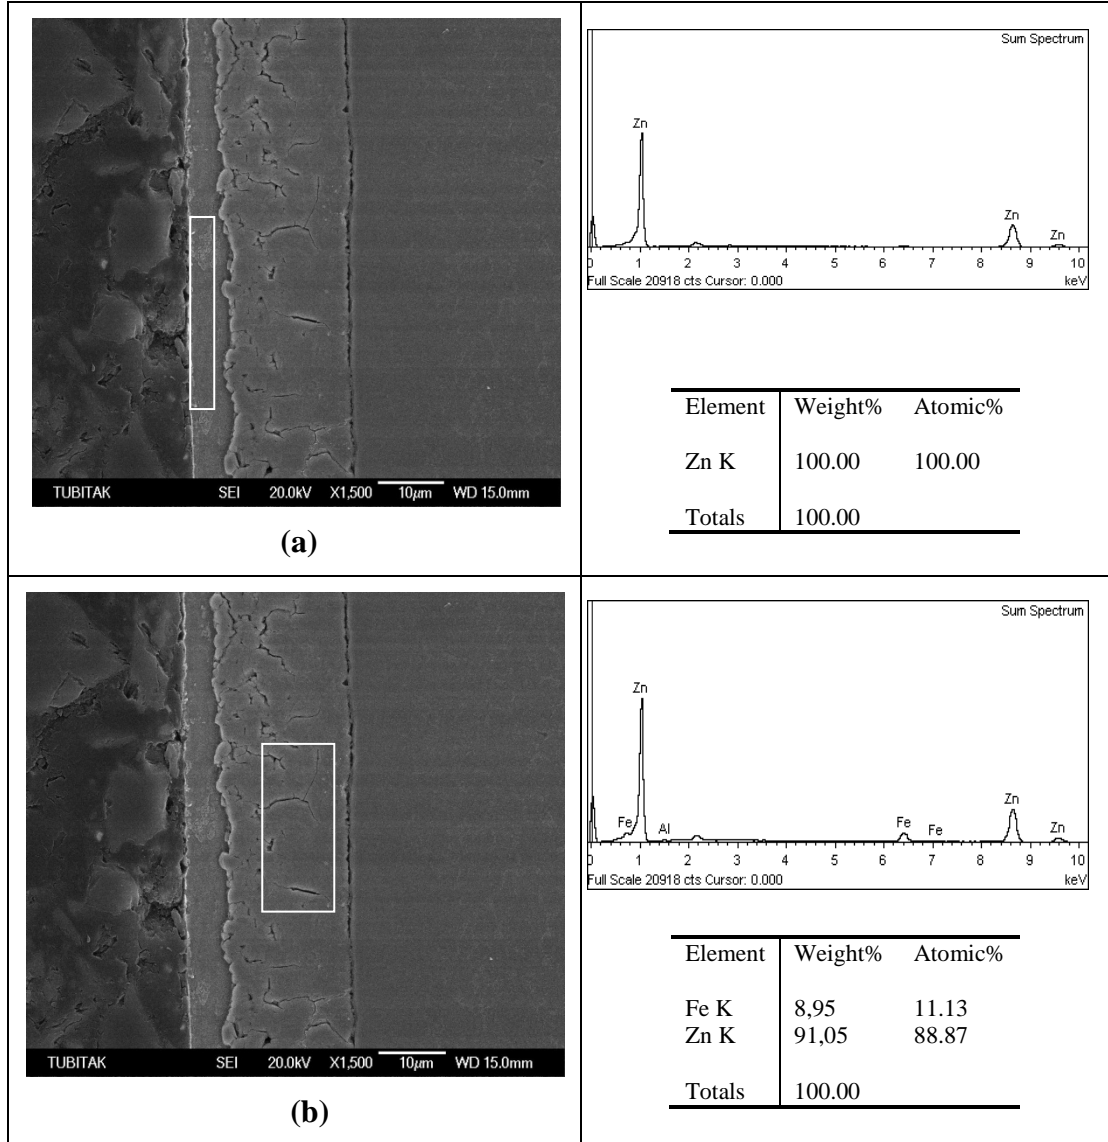 Sum Spectrum
Zn
Zn
Zn
0 1 2 3 4 5 6 7 8 9 10
Full Scale 20918 cts Cursor: 0.000 keV
Element Weight% Atomic%
Zn K 100.00 100.00
Totals 100.00
TUBITAK SEI 20.0kV X1,500 10µm WD 15.0mm
(a)
Sum Spectrum
Zn
Fe Al Fe Fe Zn Zn
0 1 2 3 4 5 6 7 8 9 10
Full Scale 20918 cts Cursor: 0.000 keV
Element Weight% Atomic%
Fe K 8,95 11.13
Zn K 91,05 88.87
Totals 100.00
TUBITAK SEI 20.0kV X1,500 10µm WD 15.0mm
(b)